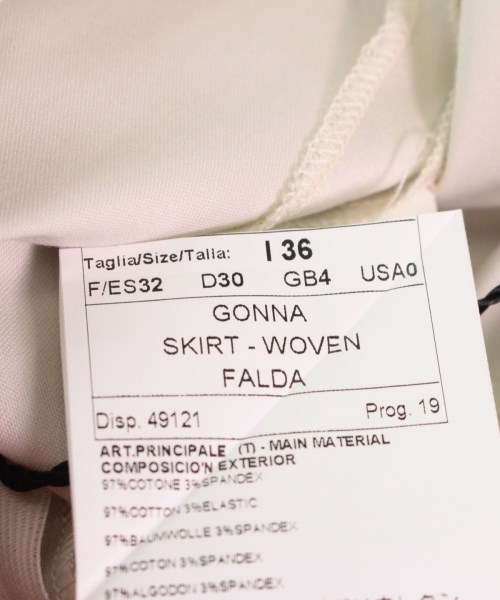 Taglia/Size/Talla: I 36
F/ES32 D30 GB4 USA0
GONNA
SKIRT - WOVEN
FALDA
Disp. 49121 Prog. 19
ART.PRINCIPALE (T) - MAIN MATERIAL
COMPOSICIO'N EXTERIOR
97%COTONE 3%SPANDEX
97%COTTON 3%ELASTIC
97%BAUMWOLLE 3%SPANDEX
97%COTON 3%SPANDEX
97%ALGODON 3%SPANDEX